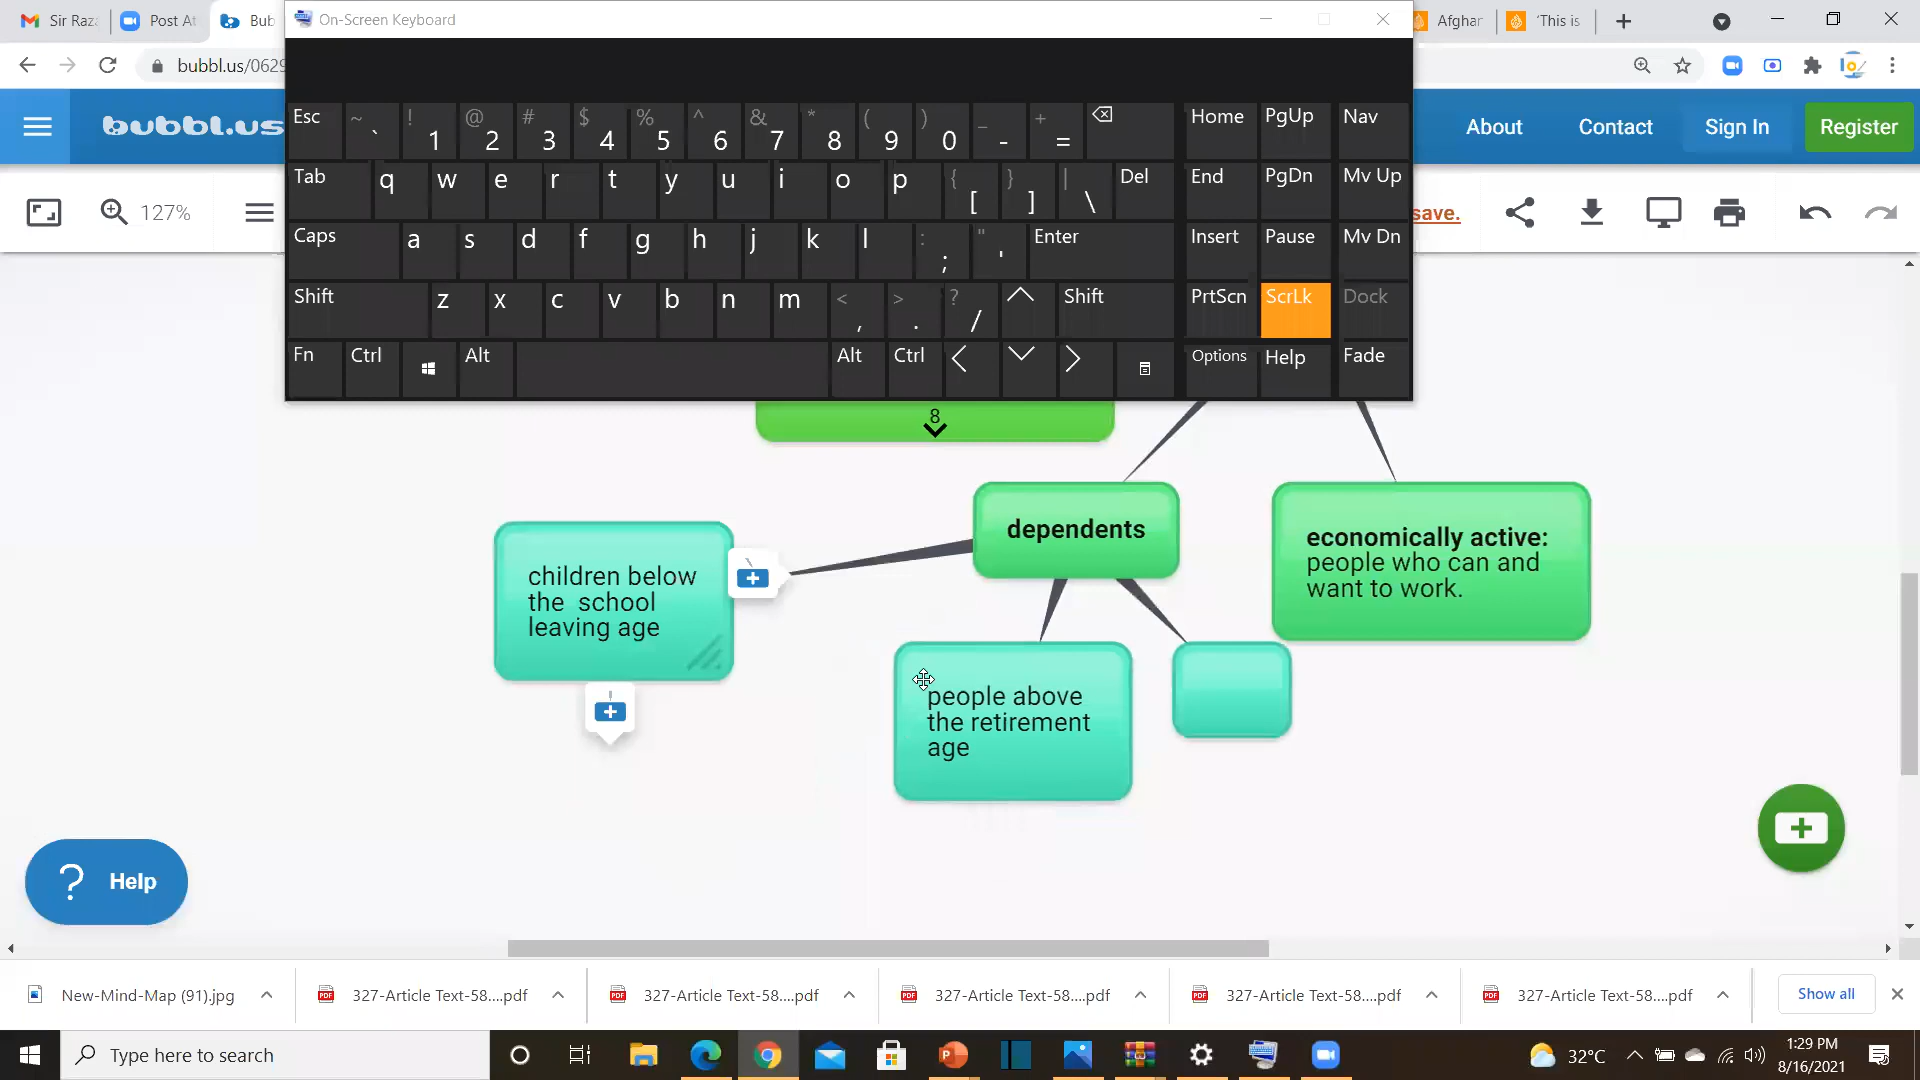 Sir Raz
Post At
Bub
On-Screen Keyboard
Afghar
'This is
bubbl.us/0629
bubbl.us
About
Contact
Sign In
Register
127%
save.
Esc ~ ` ! 1 @ 2 # 3 $ 4 % 5 ^ 6 & 7 * 8 ( 9 ) 0 _ - + = Home PgUp Nav
Tab q w e r t y u i o p { [ } ] | \ Del End PgDn Mv Up
Caps a s d f g h j k l : ; " ' Enter Insert Pause Mv Dn
Shift z x c v b n m < , > . ? / Shift PrtScn ScrLk Dock
Fn Ctrl Alt Alt Ctrl Options Help Fade
8
dependents
economically active:
people who can and
want to work.
children below
the school
leaving age
people above
the retirement
age
? Help
New-Mind-Map (91).jpg
327-Article Text-58....pdf
327-Article Text-58....pdf
327-Article Text-58....pdf
327-Article Text-58....pdf
327-Article Text-58....pdf
Show all
Type here to search
32°C
1:29 PM
8/16/2021